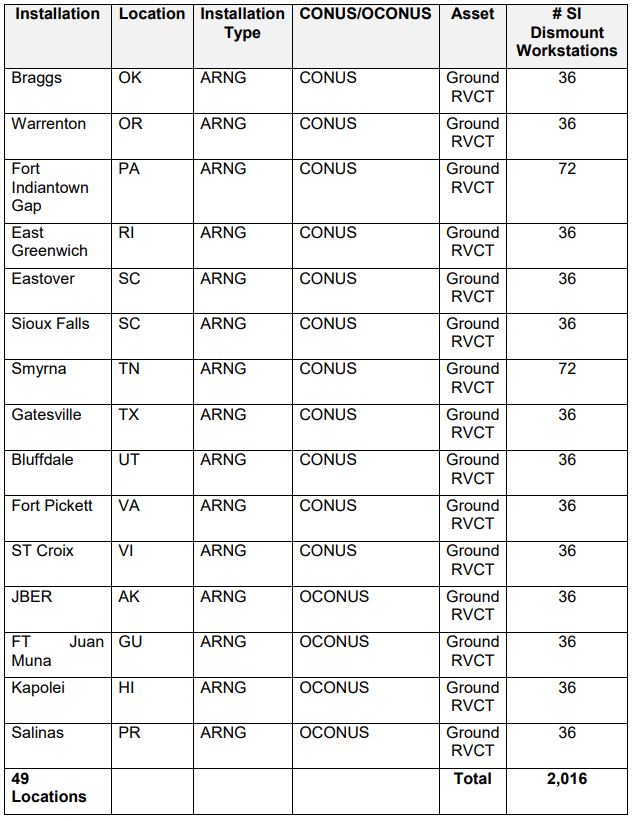 Installation Location Installation Type CONUS/OCONUS Asset # SI Dismount Workstations
Braggs OK ARNG CONUS Ground RVCT 36
Warrenton OR ARNG CONUS Ground RVCT 36
Fort Indiantown Gap PA ARNG CONUS Ground RVCT 72
East Greenwich RI ARNG CONUS Ground RVCT 36
Eastover SC ARNG CONUS Ground RVCT 36
Sioux Falls SC ARNG CONUS Ground RVCT 36
Smyrna TN ARNG CONUS Ground RVCT 72
Gatesville TX ARNG CONUS Ground RVCT 36
Bluffdale UT ARNG CONUS Ground RVCT 36
Fort Pickett VA ARNG CONUS Ground RVCT 36
ST Croix VI ARNG CONUS Ground RVCT 36
JBER AK ARNG OCONUS Ground RVCT 36
FT Juan Muna GU ARNG OCONUS Ground RVCT 36
Kapolei HI ARNG OCONUS Ground RVCT 36
Salinas PR ARNG OCONUS Ground RVCT 36
49 Locations Total 2,016